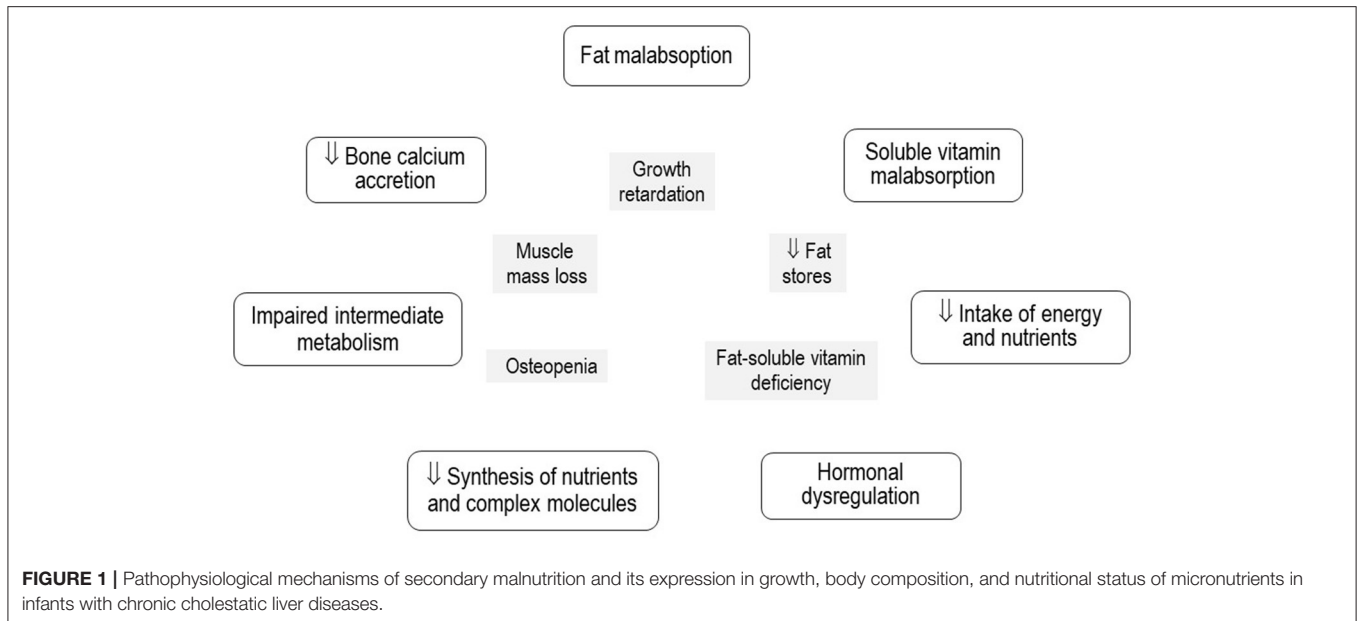 Fat malabsoption
⇓ Bone calcium
accretion
Soluble vitamin
malabsorption
Growth
retardation
Muscle
mass loss
⇓ Fat
stores
Impaired intermediate
metabolism
⇓ Intake of energy
and nutrients
Osteopenia
Fat-soluble vitamin
deficiency
⇓ Synthesis of nutrients
and complex molecules
Hormonal
dysregulation
FIGURE 1 | Pathophysiological mechanisms of secondary malnutrition and its expression in growth, body composition, and nutritional status of micronutrients in
infants with chronic cholestatic liver diseases.